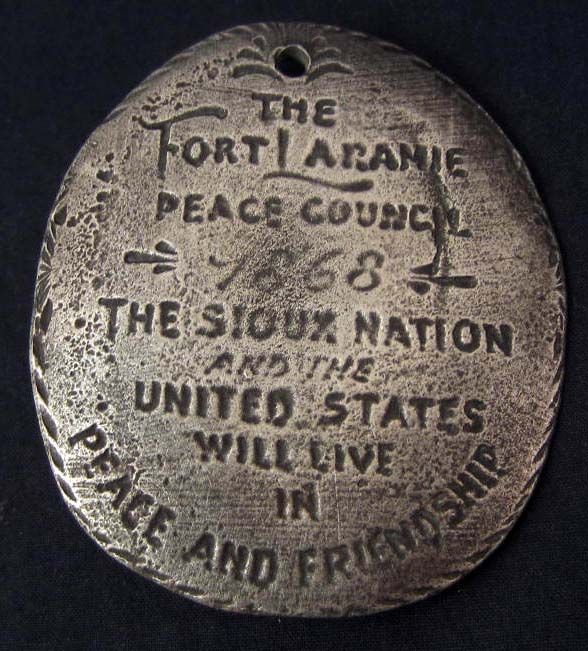 THE
FORT LARAMIE
PEACE COUNCIL
1868
THE SIOUX NATION
AND THE
UNITED STATES
WILL LIVE
IN
PEACE AND FRIENDSHIP